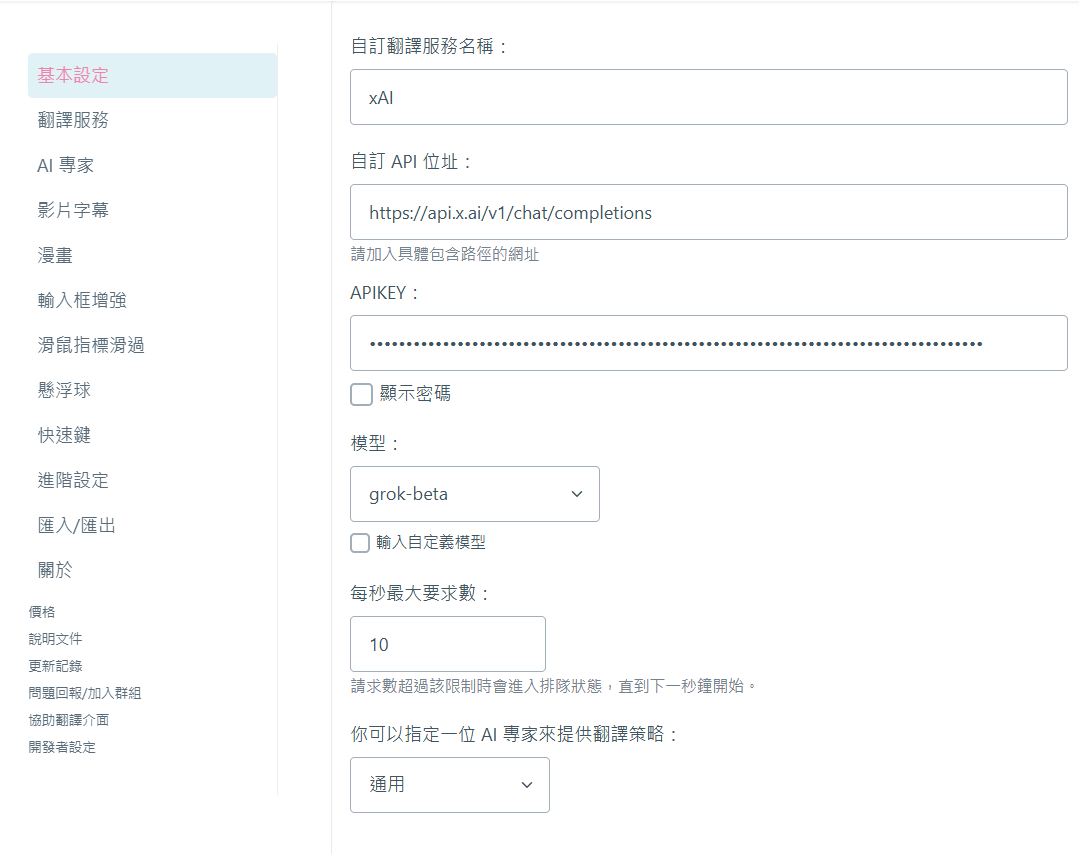 基本設定
翻譯服務
AI 專家
影片字幕
漫畫
輸入框增強
滑鼠指標滑過
懸浮球
快速鍵
進階設定
匯入/匯出
關於
價格
說明文件
更新記錄
問題回報/加入群組
協助翻譯介面
開發者設定
自訂翻譯服務名稱：
xAI
自訂 API 位址：
https://api.x.ai/v1/chat/completions
請加入具體包含路徑的網址
APIKEY：
顯示密碼
模型：
grok-beta
輸入自定義模型
每秒最大要求數：
10
請求數超過該限制時會進入排隊狀態，直到下一秒鐘開始。
你可以指定一位 AI 專家來提供翻譯策略：
通用